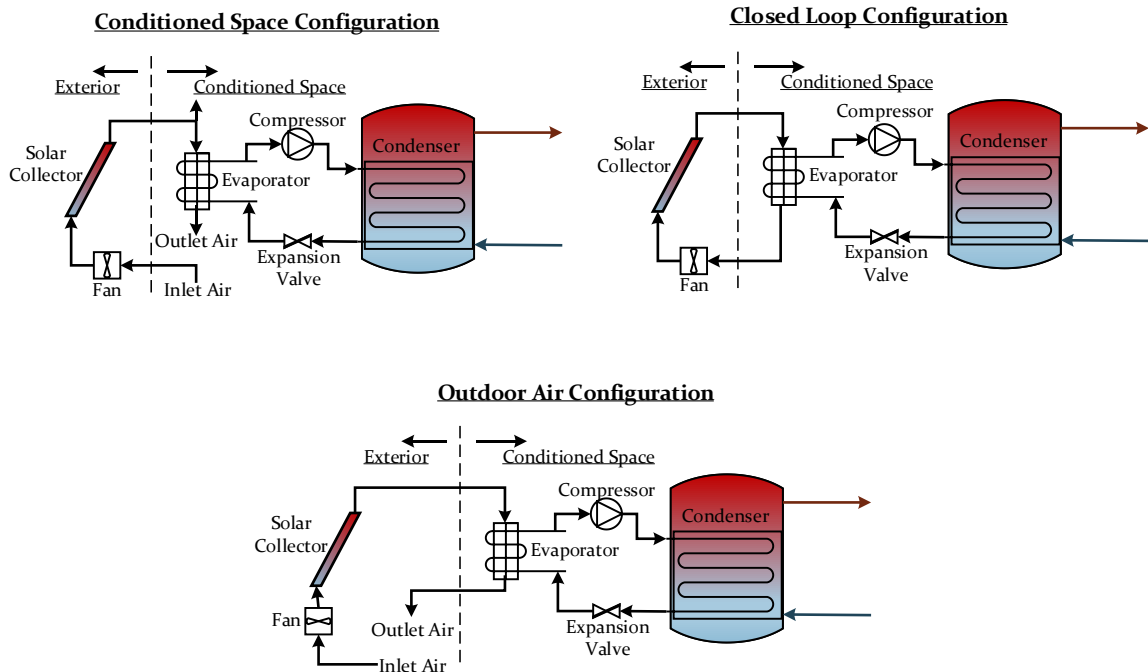 Conditioned Space Configuration
Exterior
Conditioned Space
Compressor
Condenser
Solar
Collector
Evaporator
Outlet Air
Expansion
Valve
Fan
Inlet Air
Closed Loop Configuration
Exterior
Conditioned Space
Compressor
Condenser
Solar
Collector
Evaporator
Expansion
Valve
Fan
Outdoor Air Configuration
Exterior
Conditioned Space
Compressor
Condenser
Solar
Collector
Evaporator
Fan
Outlet Air
Expansion
Valve
Inlet Air